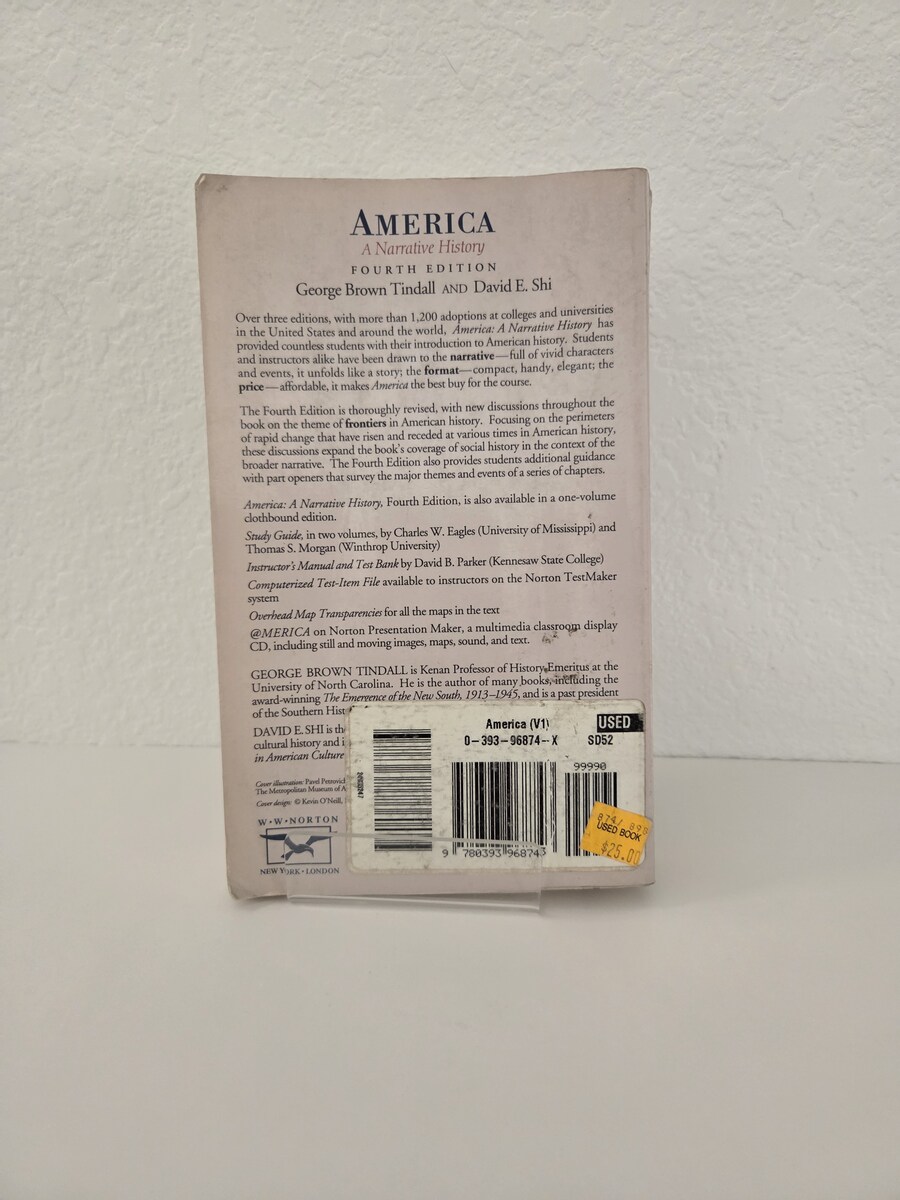 AMERICA
A Narrative History
FOURTH EDITION
George Brown Tindall AND David E. Shi
Over three editions, with more than 1,200 adoptions at colleges and universities
in the United States and around the world, America: A Narrative History has
provided countless students with their introduction to American history. Students
and instructors alike have been drawn to the narrative—full of vivid characters
and events, it unfolds like a story; the format—compact, handy, elegant; the
price—affordable, it makes America the best buy for the course.
The Fourth Edition is thoroughly revised, with new discussions throughout the
book on the theme of frontiers in American history. Focusing on the perimeters
of rapid change that have risen and receded at various times in American history,
these discussions expand the book's coverage of social history in the context of the
broader narrative. The Fourth Edition also provides students additional guidance
with part openers that survey the major themes and events of a series of chapters.
America: A Narrative History, Fourth Edition, is also available in a one-volume
clothbound edition.
Study Guide, in two volumes, by Charles W. Eagles (University of Mississippi) and
Thomas S. Morgan (Winthrop University)
Instructor's Manual and Test Bank by David B. Parker (Kennesaw State College)
Computerized Test-Item File available to instructors on the Norton TestMaker
system
Overhead Map Transparencies for all the maps in the text
@MERICA on Norton Presentation Maker, a multimedia classroom display
CD, including still and moving images, maps, sound, and text.
GEORGE BROWN TINDALL is Kenan Professor of History Emeritus at the
University of North Carolina. He is the author of many books, including the
award-winning The Emergence of the New South, 1913–1945, and is a past president
of the Southern Hist
DAVID E. SHI is th
cultural history and i
in American Culture
Cover illustration: Pavel Petrovic
The Metropolitan Museum of A
Cover design: © Kevin O'Neill,
W·W·NORTON
NEW YORK·LONDON
America (V1) USED
0-393-96874-X SD52
99990
9 780393 968743
USED BOOK
$25.00